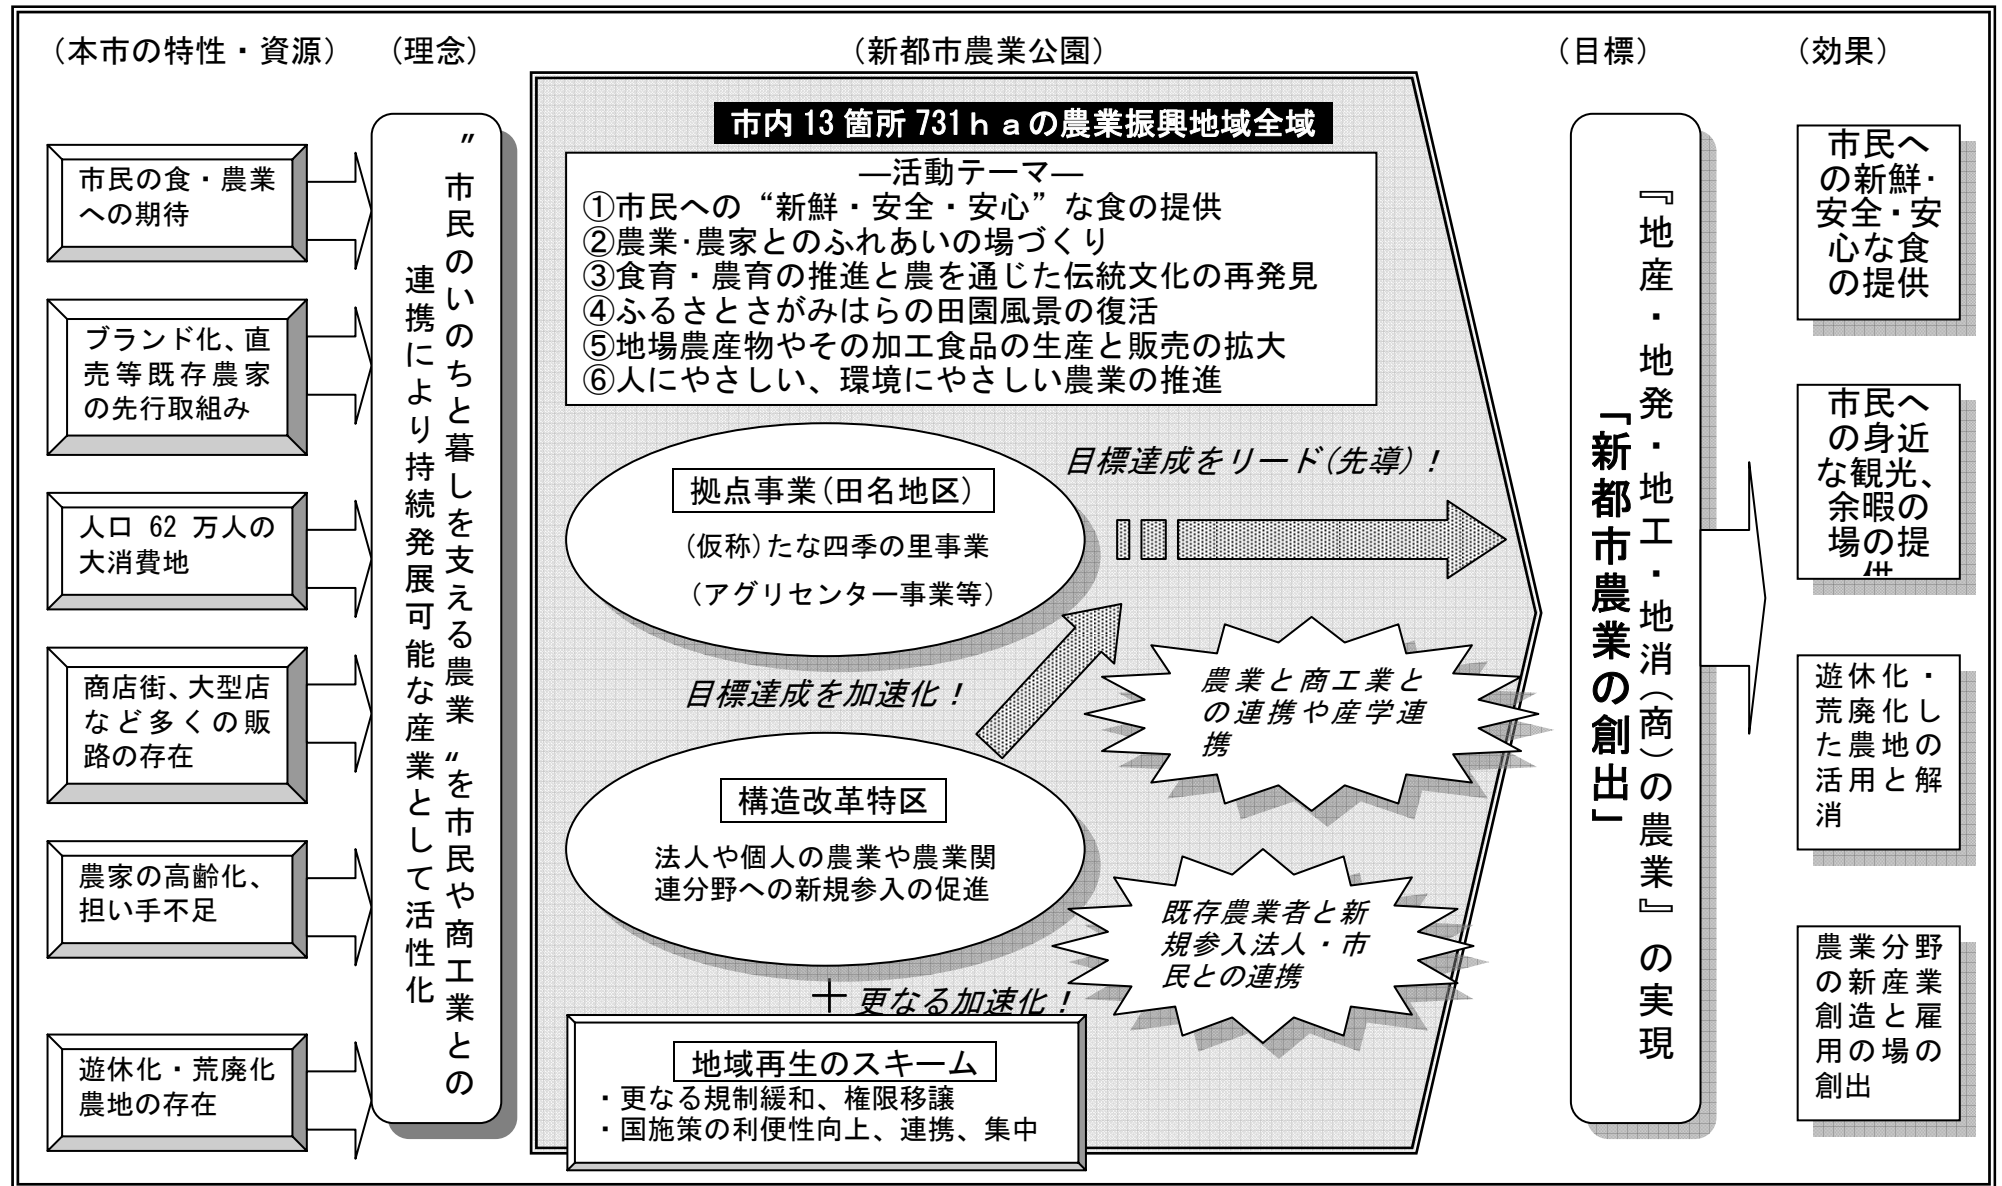 （本市の特性・資源）
（理念）
（新都市農業公園）
（目標）
（効果）
市民の食・農業
への期待
ブランド化、直
売等既存農家
の先行取組み
人口 62 万人の
大消費地
商店街、大型店
など多くの販
路の存在
農家の高齢化、
担い手不足
遊休化・荒廃化
農地の存在
〃市民のいのちと暮しを支える農業〃を市民や商工業との
連携により持続発展可能な産業として活性化
市内 13 箇所 731ｈａの農業振興地域全域
―活動テーマ―
①市民への“新鮮・安全・安心”な食の提供
②農業･農家とのふれあいの場づくり
③食育・農育の推進と農を通じた伝統文化の再発見
④ふるさとさがみはらの田園風景の復活
⑤地場農産物やその加工食品の生産と販売の拡大
⑥人にやさしい、環境にやさしい農業の推進
拠点事業（田名地区）
（仮称）たな四季の里事業
（アグリセンター事業等）
目標達成をリード（先導）！
目標達成を加速化！
構造改革特区
法人や個人の農業や農業関
連分野への新規参入の促進
農業と商工業と
の連携や産学連
携
既存農業者と新
規参入法人・市
民との連携
＋ 更なる加速化！
地域再生のスキーム
・更なる規制緩和、権限移譲
・国施策の利便性向上、連携、集中
『地産・地発・地工・地消（商）の農業』の実現
「新都市農業の創出」
市民へ
の新鮮･
安全・安
心な食
の提供
市民へ
の身近
な観光、
余暇の
場の提
供
遊休化・
荒廃化し
た農地の
活用と解
消
農業分野
の新産業
創造と雇
用の場の
創出